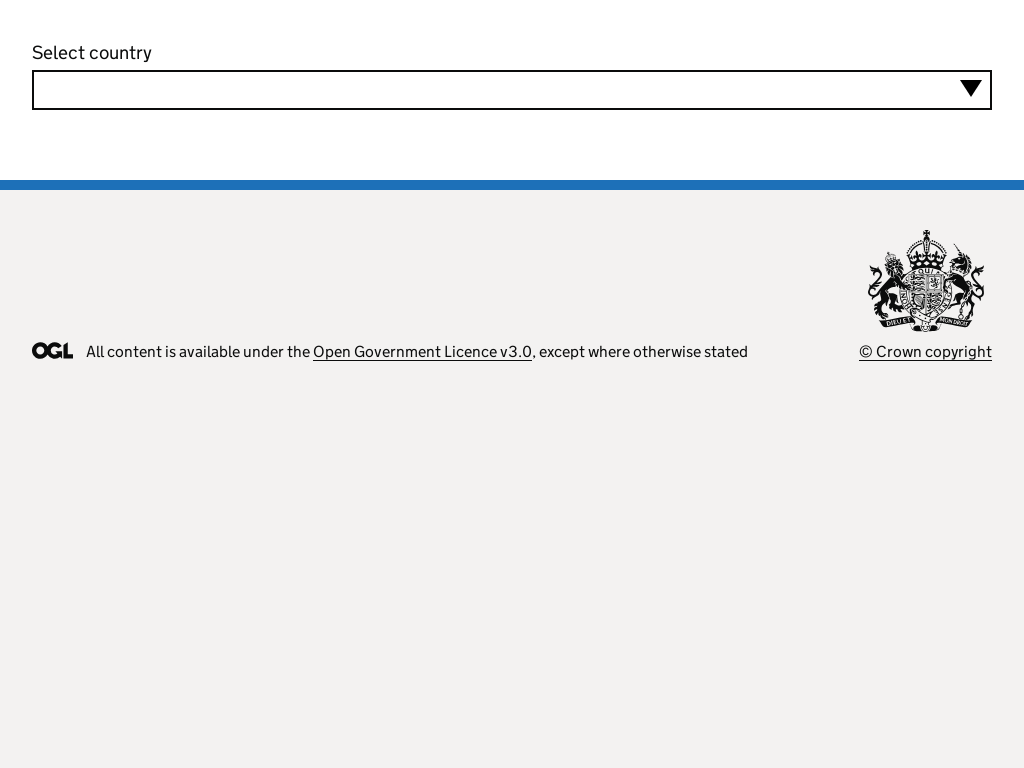 Select country
OGL All content is available under the Open Government Licence v3.0, except where otherwise stated
© Crown copyright
DIEU ET MON DROIT